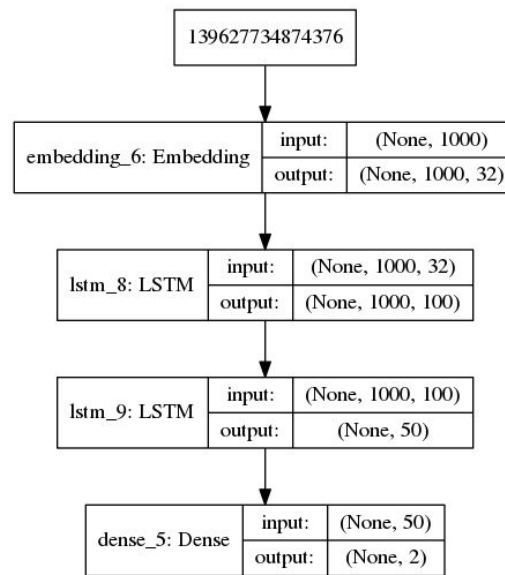 139627734874376
embedding_6: Embedding
input:
(None, 1000)
output:
(None, 1000, 32)
lstm_8: LSTM
input:
(None, 1000, 32)
output:
(None, 1000, 100)
lstm_9: LSTM
input:
(None, 1000, 100)
output:
(None, 50)
dense_5: Dense
input:
(None, 50)
output:
(None, 2)